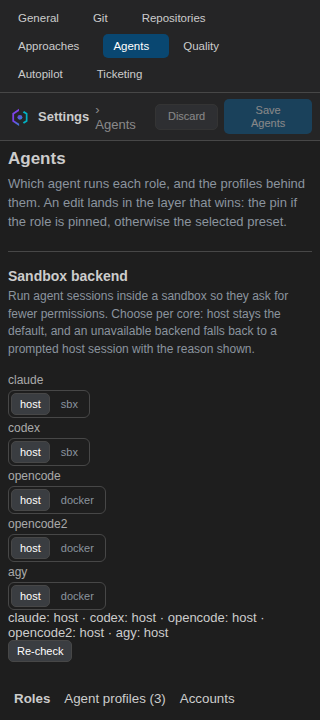 General Git Repositories
Approaches Agents Quality
Autopilot Ticketing
Settings › Agents Discard Save Agents
Agents
Which agent runs each role, and the profiles behind
them. An edit lands in the layer that wins: the pin if
the role is pinned, otherwise the selected preset.
Sandbox backend
Run agent sessions inside a sandbox so they ask for
fewer permissions. Choose per core: host stays the
default, and an unavailable backend falls back to a
prompted host session with the reason shown.
claude
host sbx
codex
host sbx
opencode
host docker
opencode2
host docker
agy
host docker
claude: host · codex: host · opencode: host ·
opencode2: host · agy: host
Re-check
Roles Agent profiles (3) Accounts